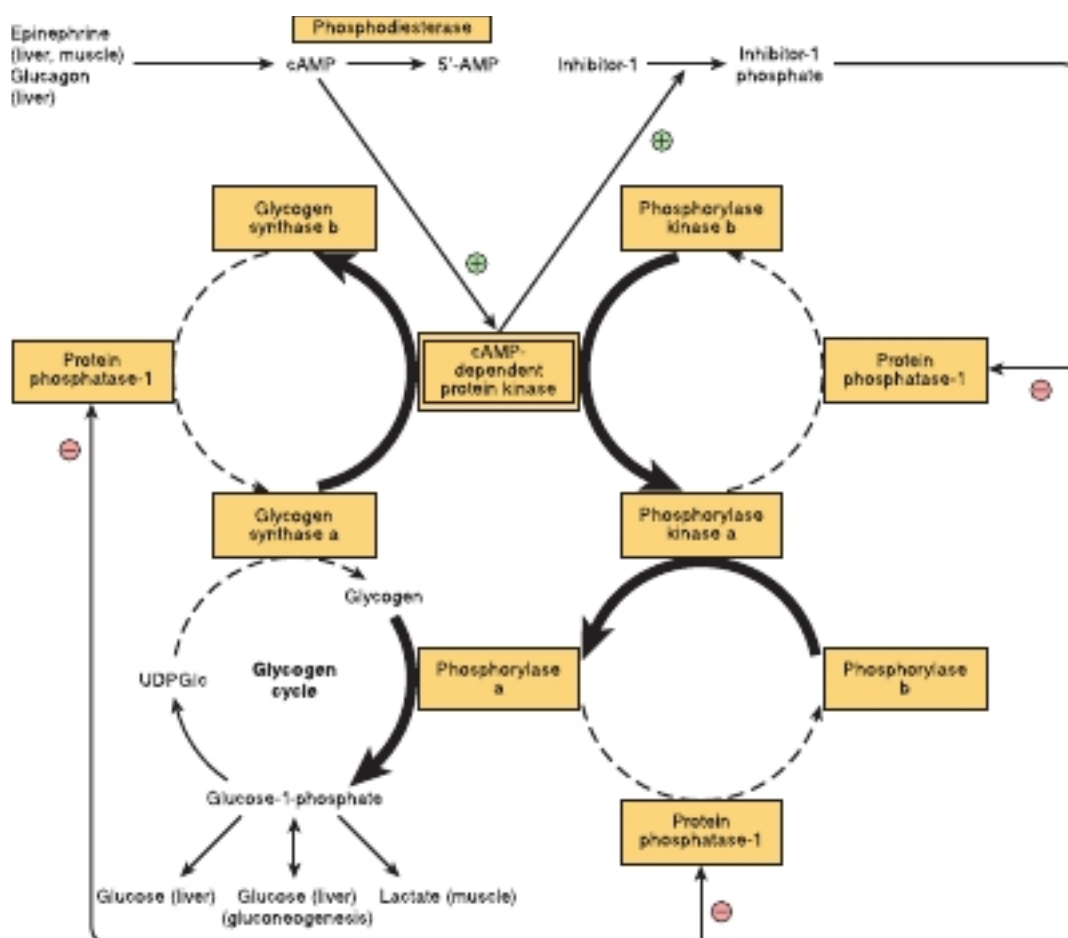 Phosphodiesterase
Epinephrine
(liver, muscle)
Glucagon
(liver)
cAMP
5'-AMP
Inhibitor-1
Inhibitor-1
phosphate
Glycogen
synthase b
Phosphorylase
kinase b
Protein
phosphatase-1
cAMP-
dependent
protein kinase
Protein
phosphatase-1
Glycogen
synthase a
Phosphorylase
kinase a
Glycogen
UDPGlc
Glycogen
cycle
Phosphorylase
a
Phosphorylase
b
Glucose-1-phosphate
Protein
phosphatase-1
Glucose (liver)
Glucose (liver)
(gluconeogenesis)
Lactate (muscle)